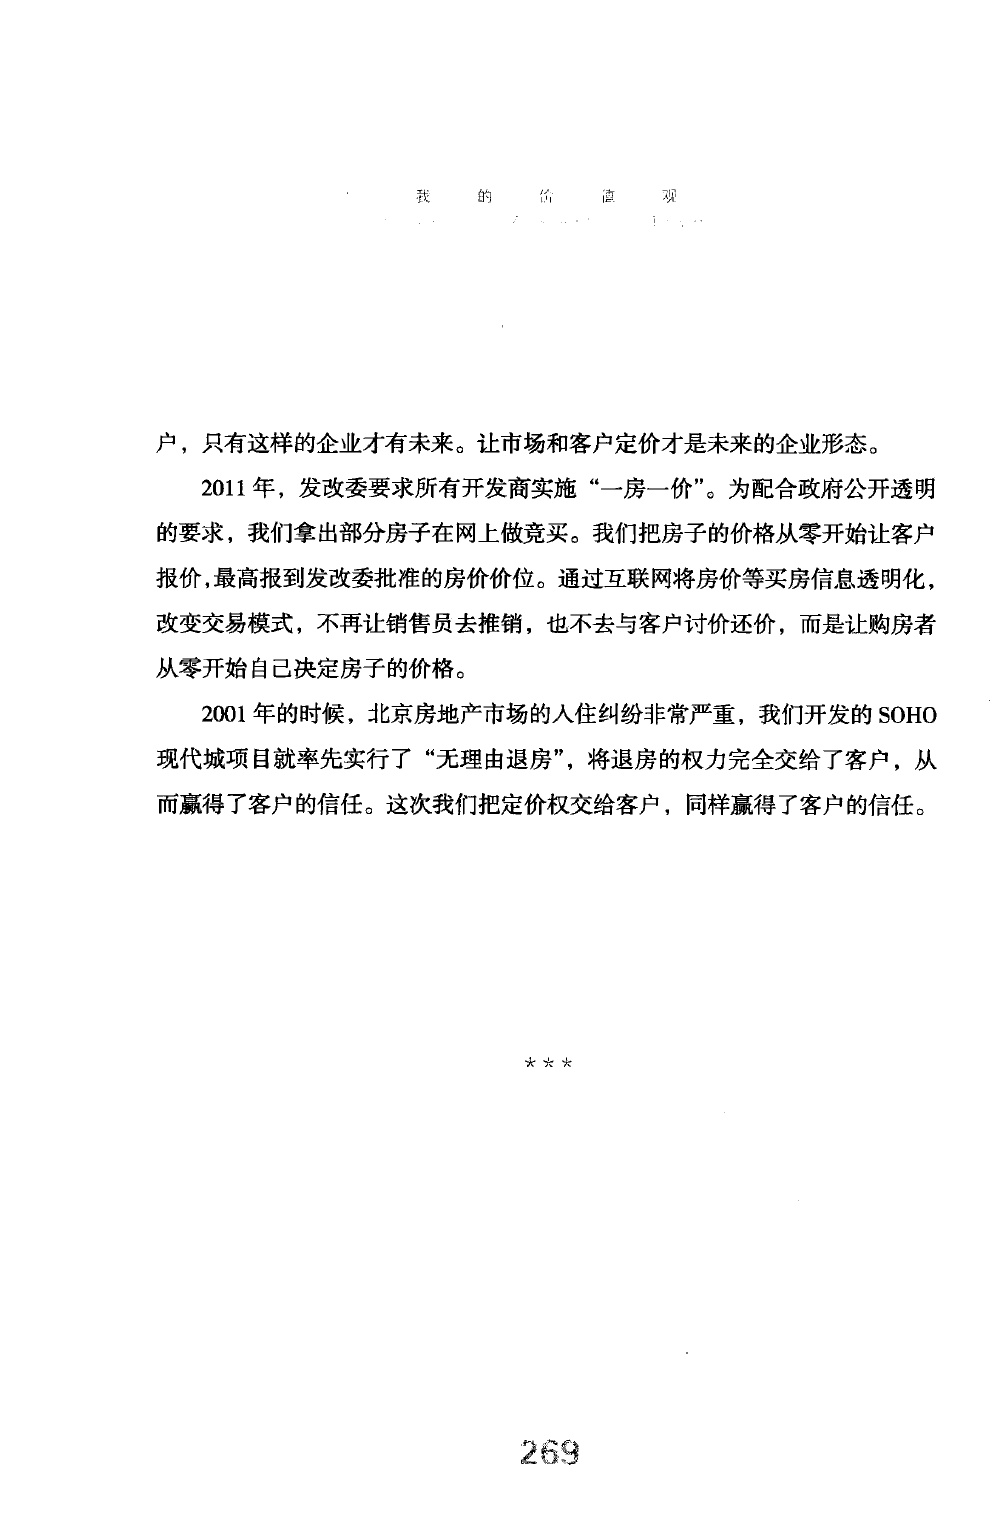 我的价值观
户，只有这样的企业才有未来。让市场和客户定价才是未来的企业形态。
2011 年，发改委要求所有开发商实施“一房一价”。为配合政府公开透明
的要求，我们拿出部分房子在网上做竞买。我们把房子的价格从零开始让客户
报价，最高报到发改委批准的房价价位。通过互联网将房价等买房信息透明化，
改变交易模式，不再让销售员去推销，也不去与客户讨价还价，而是让购房者
从零开始自己决定房子的价格。
2001 年的时候，北京房地产市场的入住纠纷非常严重，我们开发的 SOHO
现代城项目就率先实行了“无理由退房”，将退房的权力完全交给了客户，从
而赢得了客户的信任。这次我们把定价权交给客户，同样赢得了客户的信任。
***
269